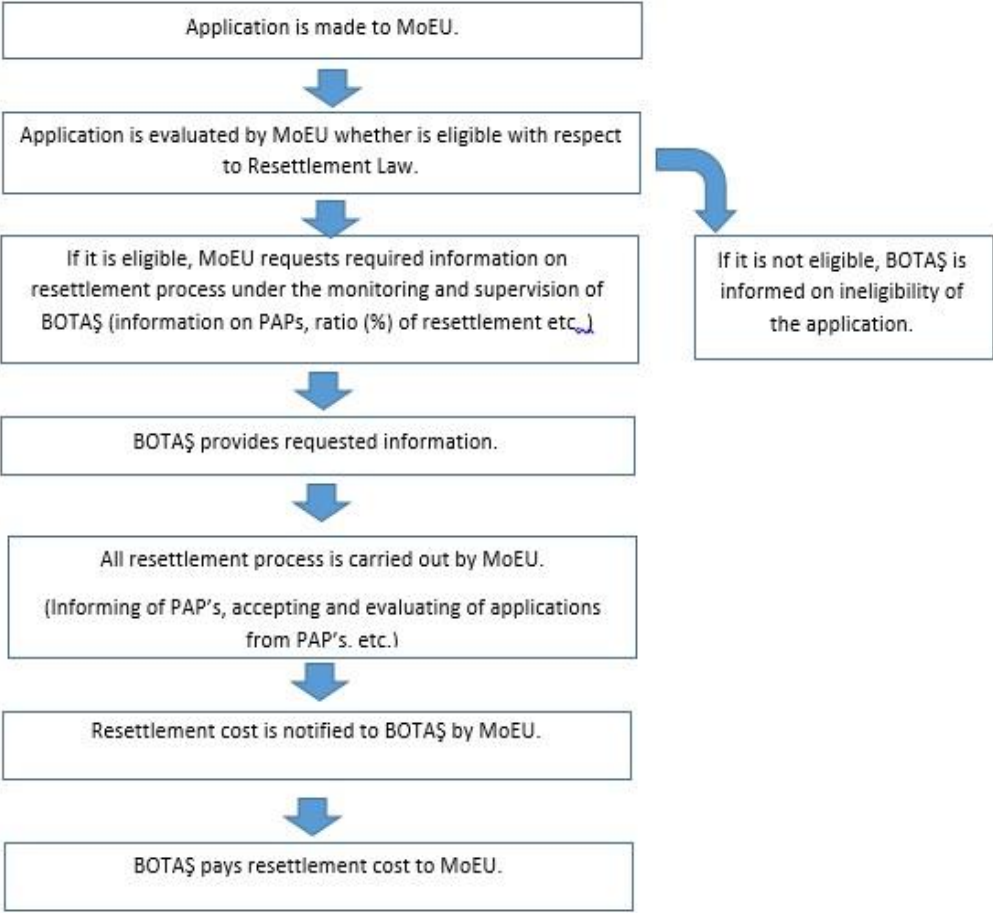 Application is made to MoEU.
Application is evaluated by MoEU whether is eligible with respect
to Resettlement Law.
If it is eligible, MoEU requests required information on
resettlement process under the monitoring and supervision of
BOTAŞ (information on PAPs, ratio (%) of resettlement etc.)
If it is not eligible, BOTAŞ is
informed on ineligibility of
the application.
BOTAŞ provides requested information.
All resettlement process is carried out by MoEU.
(Informing of PAP's, accepting and evaluating of applications
from PAP's. etc.)
Resettlement cost is notified to BOTAŞ by MoEU.
BOTAŞ pays resettlement cost to MoEU.